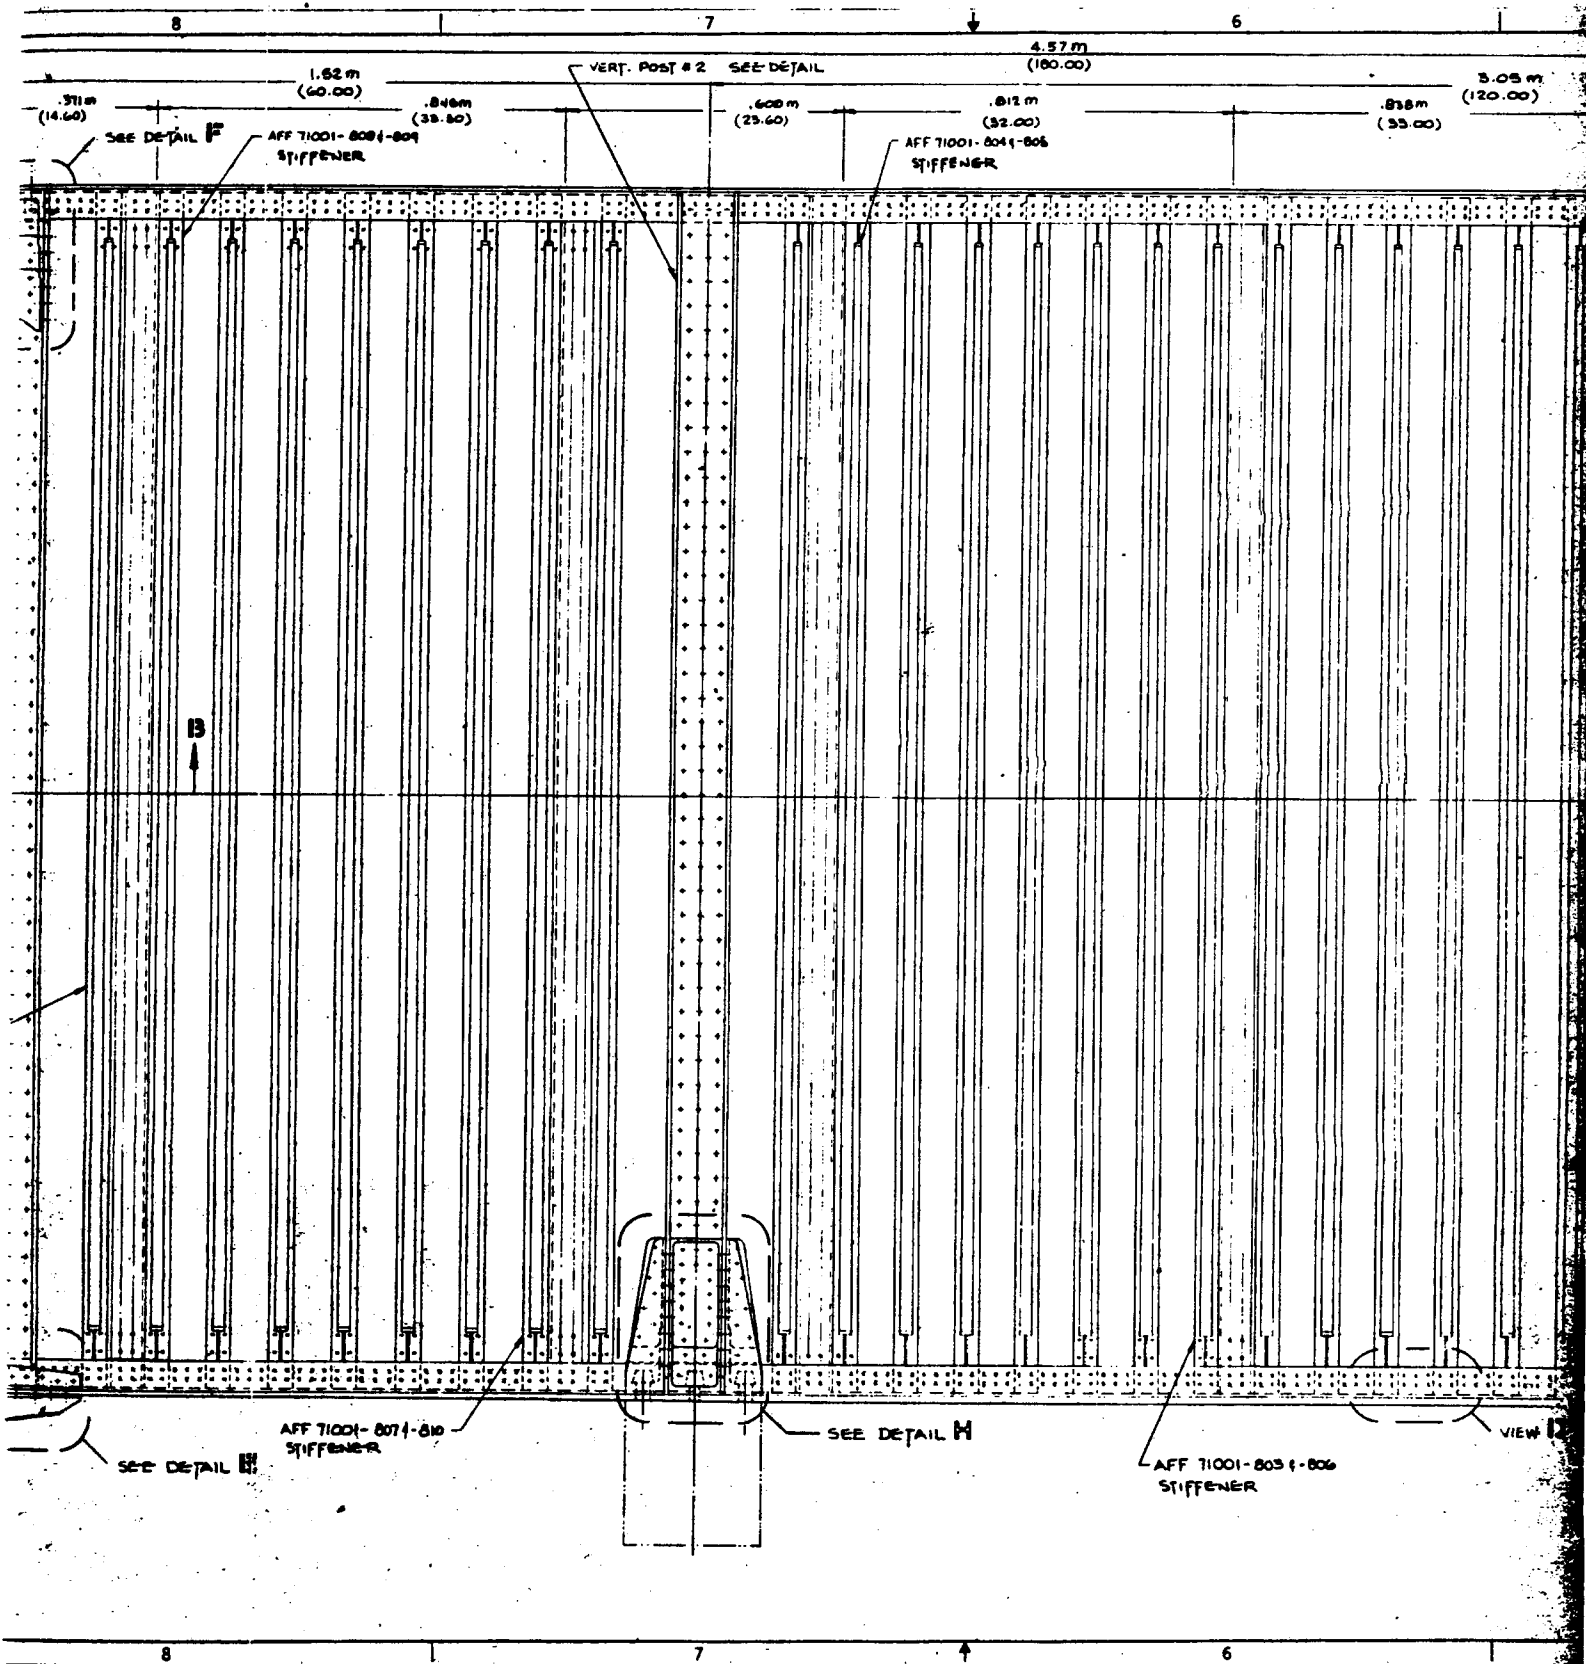 8 7 6
4.57 m
(180.00)
1.52 m
(60.00)
VERT. POST #2 SEE DETAIL
3.05 m
(120.00)
.371 m
(14.60)
.846 m
(33.30)
.600 m
(23.60)
.812 m
(32.00)
.838 m
(33.00)
SEE DETAIL F
AFF 71001-808 & -809
STIFFENER
AFF 71001-804 & -805
STIFFENER
B
AFF 71001-807 & -810
STIFFENER
SEE DETAIL H
VIEW
SEE DETAIL
AFF 71001-803 & -806
STIFFENER
8 7 6